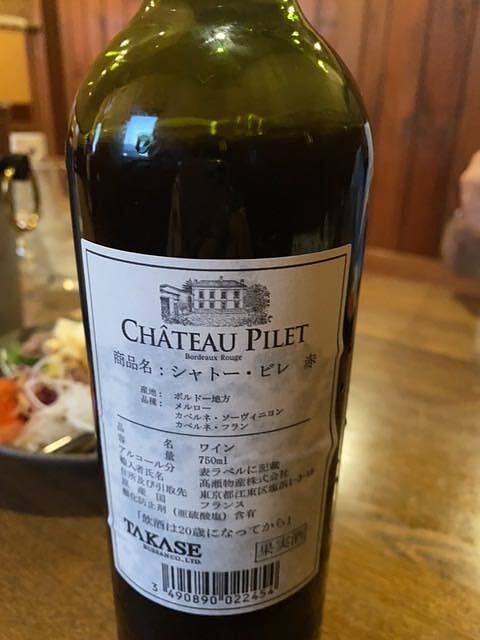 CHÂTEAU PILET
Bordeaux Rouge
商品名：シャトー・ピレ 赤
産地： ボルドー地方
品種： メルロー
カベルネ・ソーヴィニヨン
カベルネ・フラン
品名 ワイン
容量 750ml
アルコール分 表ラベルに記載
輸入者氏名 高瀬物産株式会社
住所及び引取先 東京都江東区塩浜1-3-18
原産国 フランス
酸化防止剤（亜硫酸塩）含有
「飲酒は20歳になってから」
TAKASE
BUSSAN CO., LTD.
果実酒
3 490890 022454